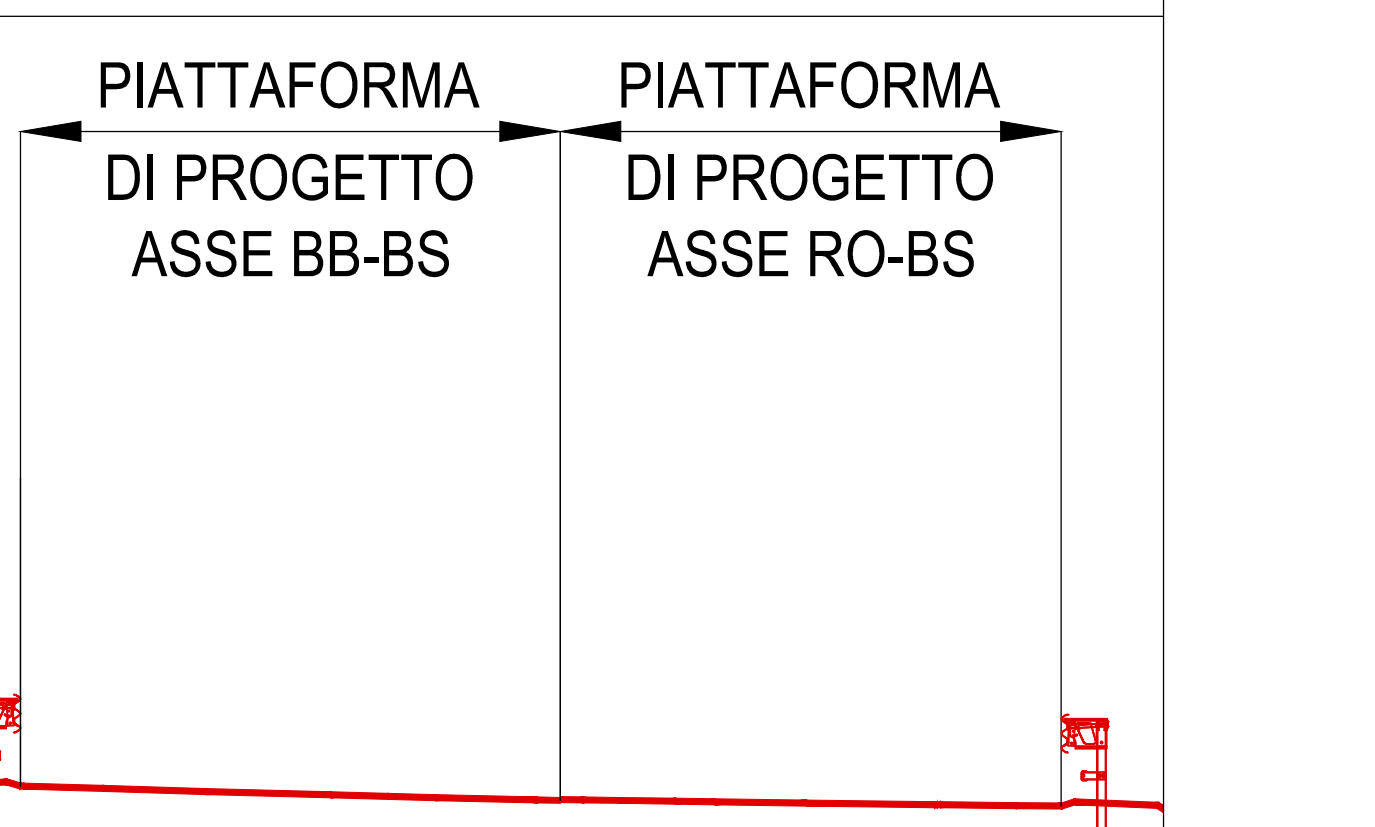 PIATTAFORMA
DI PROGETTO
ASSE BB-BS
PIATTAFORMA
DI PROGETTO
ASSE RO-BS